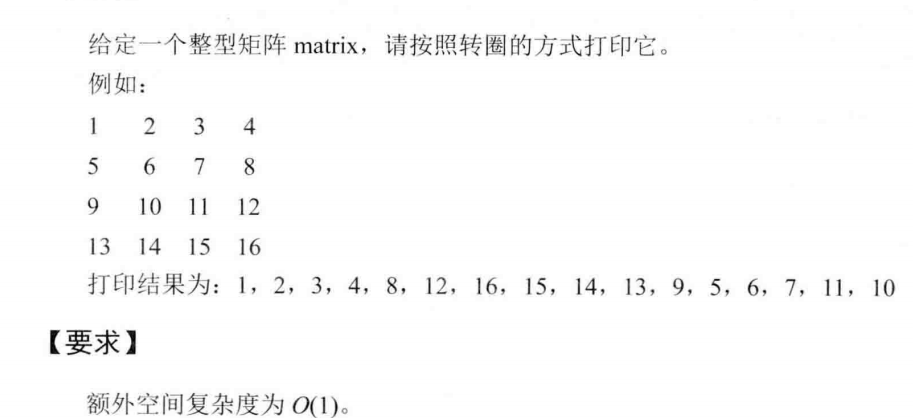 给定一个整型矩阵 matrix，请按照转圈的方式打印它。
例如：
1 2 3 4
5 6 7 8
9 10 11 12
13 14 15 16
打印结果为：1，2，3，4，8，12，16，15，14，13，9，5，6，7，11，10
【要求】
额外空间复杂度为 O(1)。